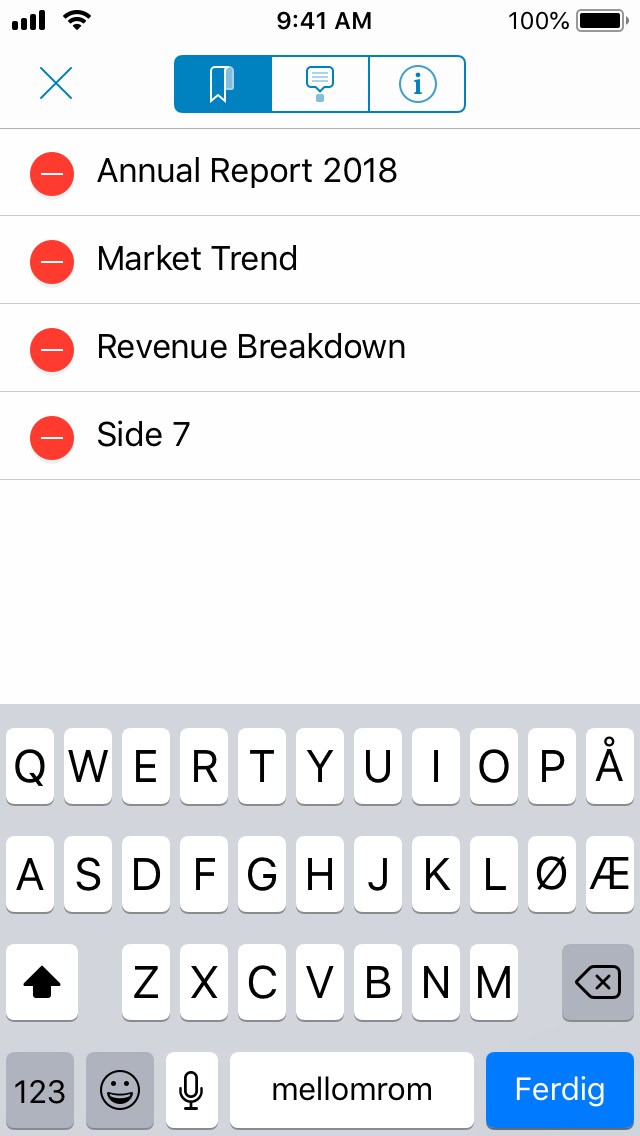 9:41 AM 100%
i
Annual Report 2018
Market Trend
Revenue Breakdown
Side 7
Q W E R T Y U I O P Å
A S D F G H J K L Ø Æ
Z X C V B N M
123 mellomrom Ferdig